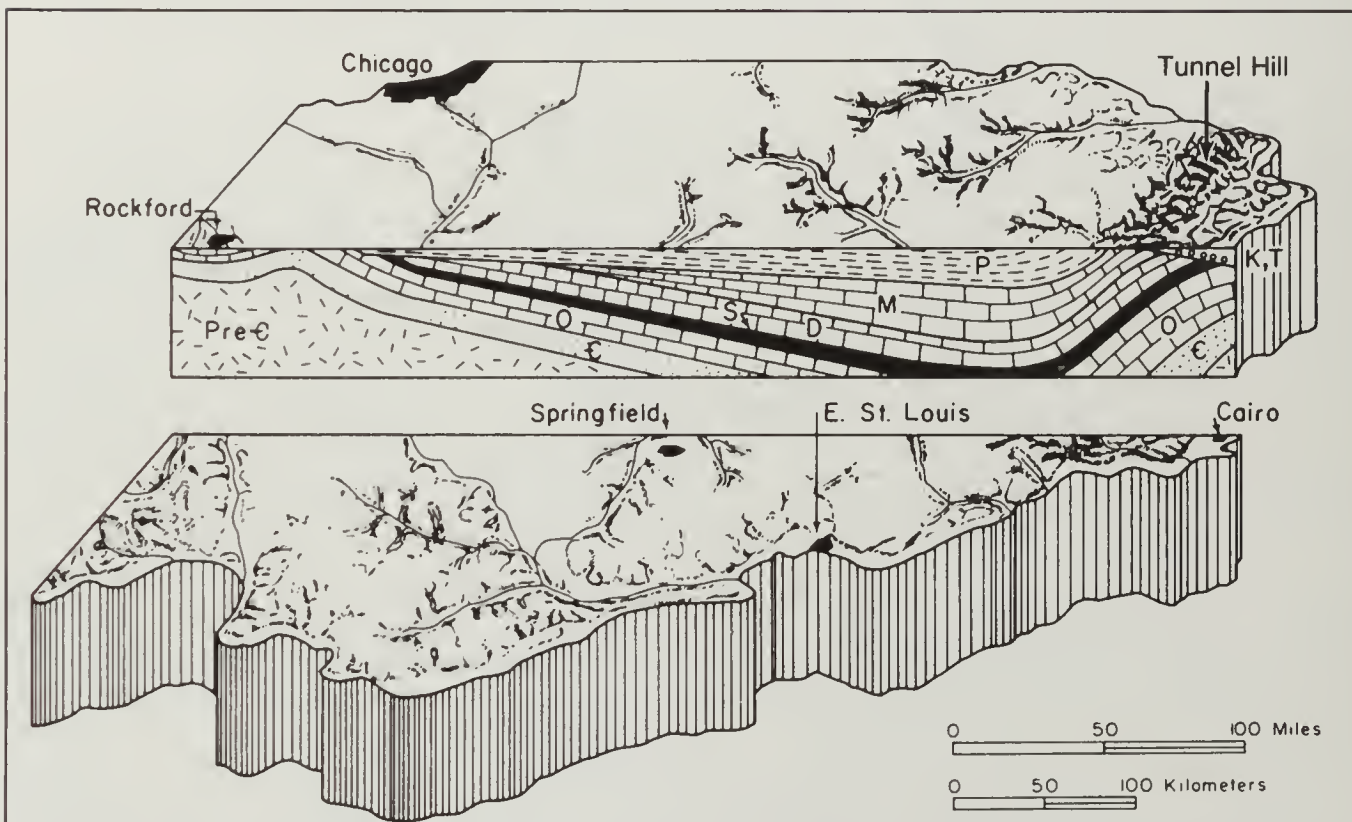 Chicago
Tunnel Hill
Rockford
P
K,T
M
S
D
O
O
Pre Є
Є
Є
Springfield
E. St. Louis
Cairo
0 50 100 Miles
0 50 100 Kilometers